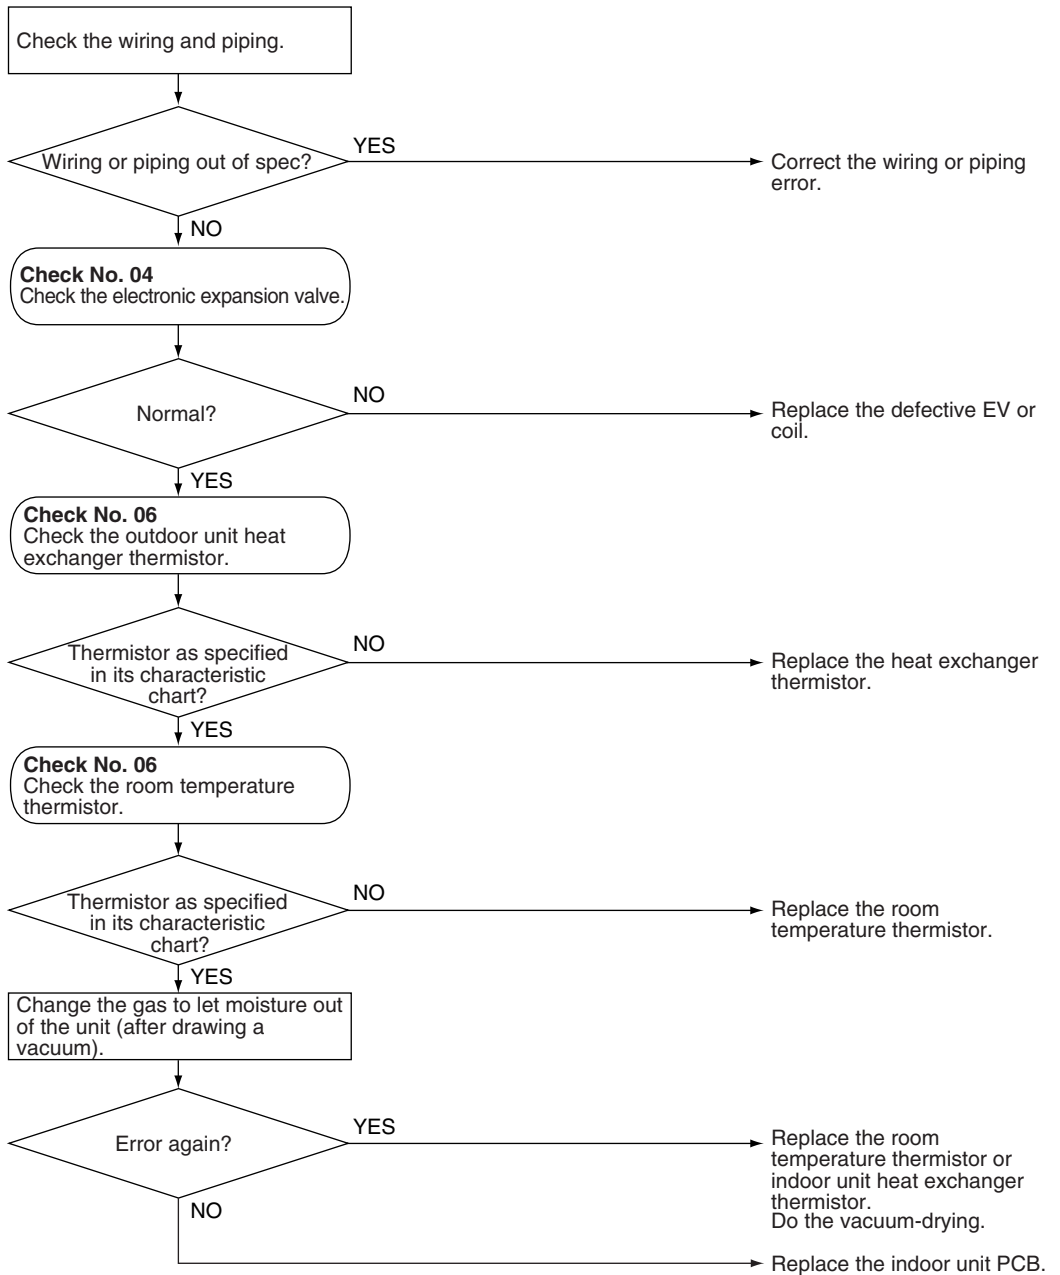 Check the wiring and piping.
Wiring or piping out of spec?
YES
Correct the wiring or piping
error.
NO
Check No. 04
Check the electronic expansion valve.
Normal?
NO
Replace the defective EV or
coil.
YES
Check No. 06
Check the outdoor unit heat
exchanger thermistor.
Thermistor as specified
in its characteristic
chart?
NO
Replace the heat exchanger
thermistor.
YES
Check No. 06
Check the room temperature
thermistor.
Thermistor as specified
in its characteristic
chart?
NO
Replace the room
temperature thermistor.
YES
Change the gas to let moisture out
of the unit (after drawing a
vacuum).
Error again?
YES
Replace the room
temperature thermistor or
indoor unit heat exchanger
thermistor.
Do the vacuum-drying.
NO
Replace the indoor unit PCB.